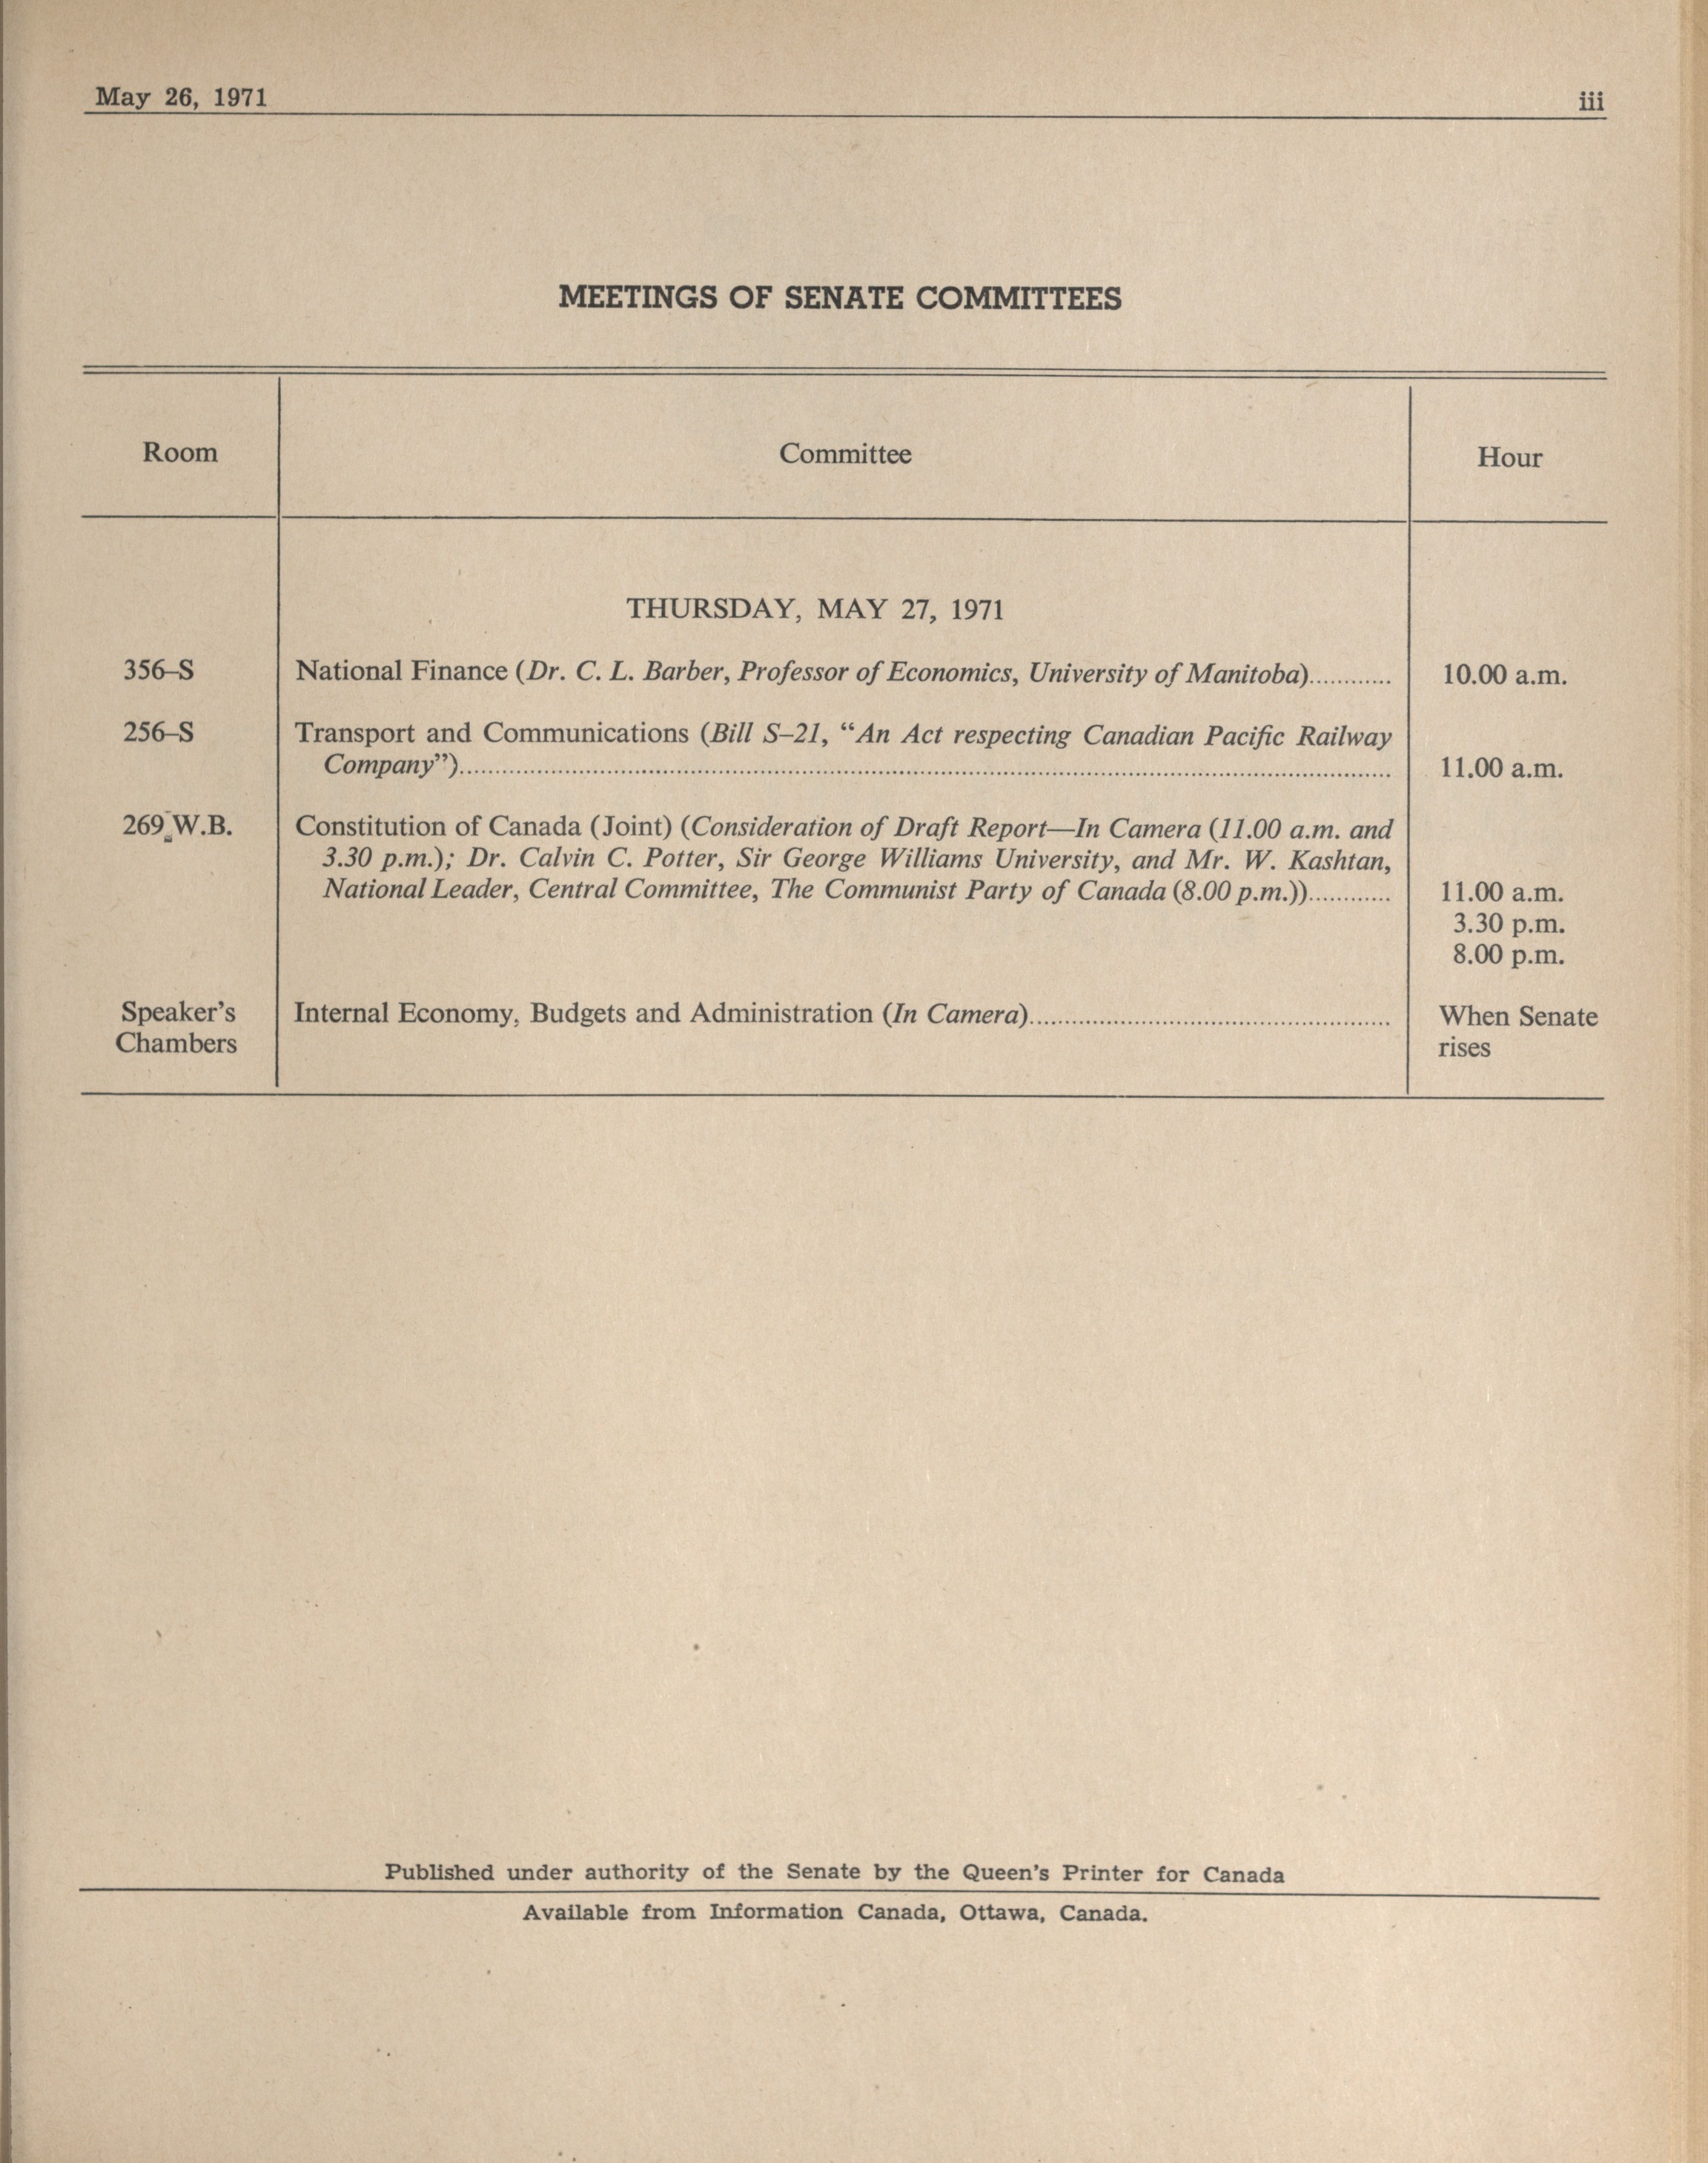 May 26, 1971 iii
MEETINGS OF SENATE COMMITTEES
Room Committee Hour
THURSDAY, MAY 27, 1971
356–S National Finance (Dr. C. L. Barber, Professor of Economics, University of Manitoba)............ 10.00 a.m.
256–S Transport and Communications (Bill S–21, “An Act respecting Canadian Pacific Railway
Company”)............ 11.00 a.m.
269 W.B. Constitution of Canada (Joint) (Consideration of Draft Report—In Camera (11.00 a.m. and
3.30 p.m.); Dr. Calvin C. Potter, Sir George Williams University, and Mr. W. Kashtan,
National Leader, Central Committee, The Communist Party of Canada (8.00 p.m.))............ 11.00 a.m.
3.30 p.m.
8.00 p.m.
Speaker’s Internal Economy, Budgets and Administration (In Camera)............ When Senate
Chambers rises
Published under authority of the Senate by the Queen’s Printer for Canada
Available from Information Canada, Ottawa, Canada.